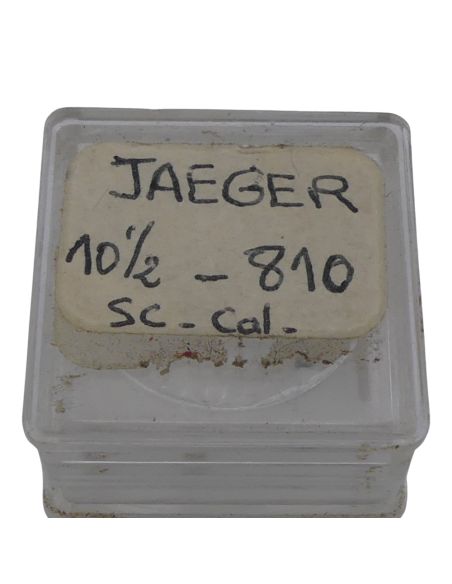 JAEGER
10½ - 810
SC - Cal.